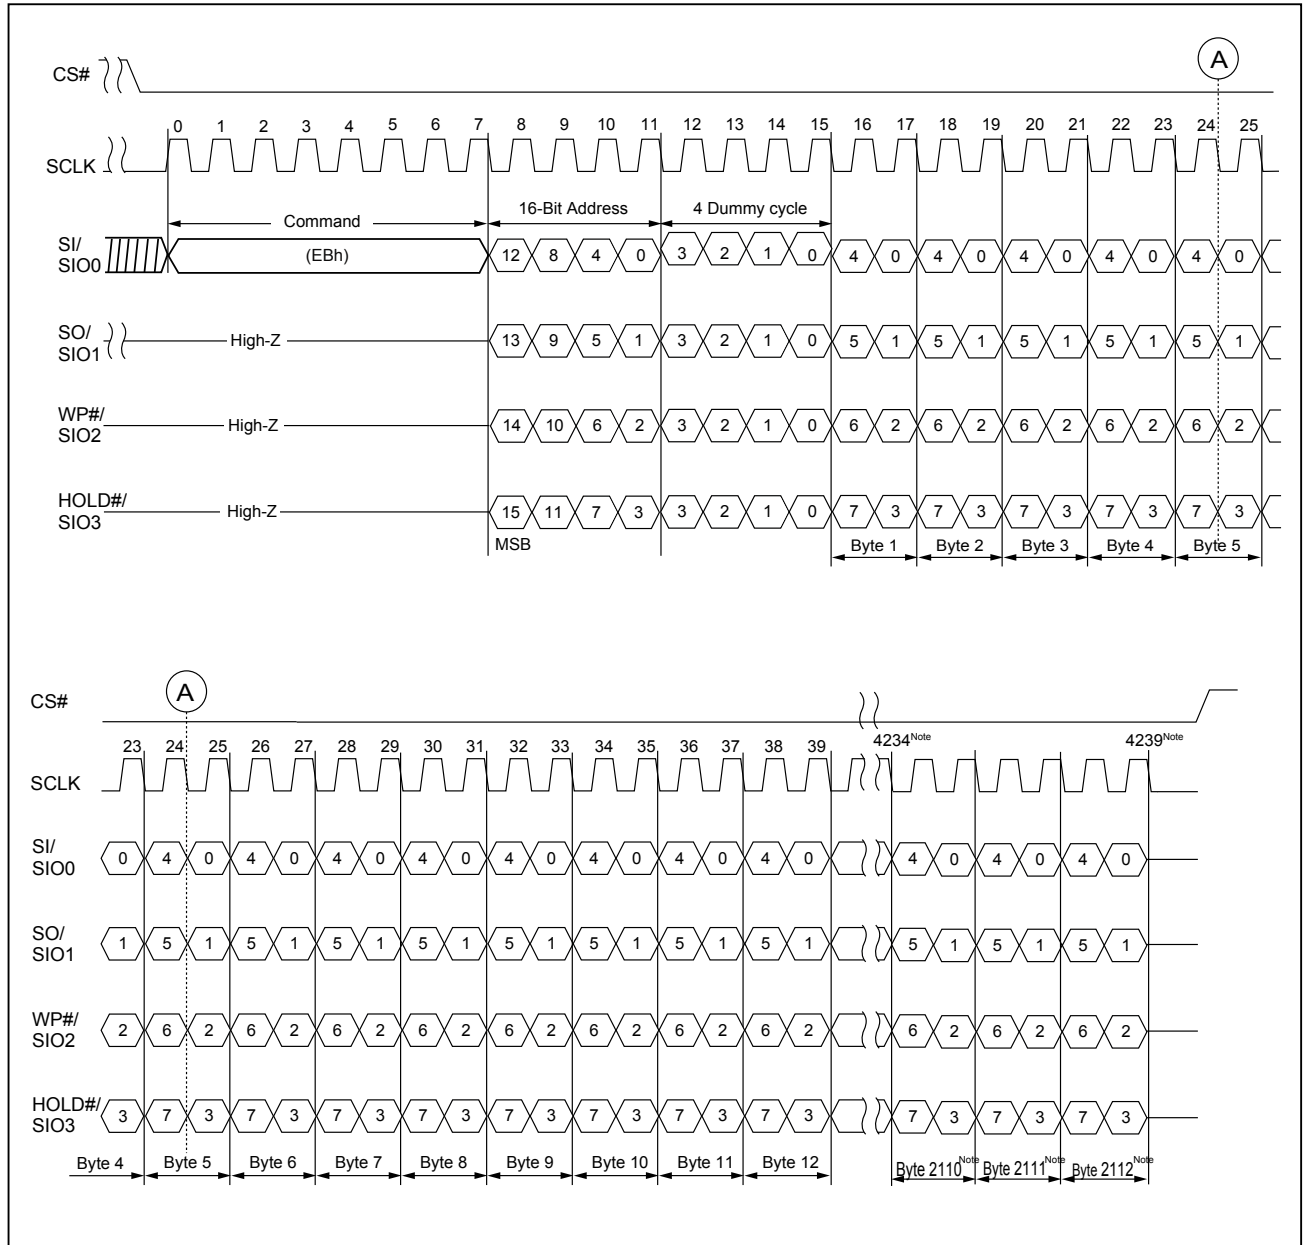 A
CS#
0 1 2 3 4 5 6 7 8 9 10 11 12 13 14 15 16 17 18 19 20 21 22 23 24 25
SCLK
Command 16-Bit Address 4 Dummy cycle
SI/
SIO0
(EBh) 12 8 4 0 3 2 1 0 4 0 4 0 4 0 4 0 4 0
SO/
SIO1
High-Z 13 9 5 1 3 2 1 0 5 1 5 1 5 1 5 1 5 1
WP#/
SIO2
High-Z 14 10 6 2 3 2 1 0 6 2 6 2 6 2 6 2 6 2
HOLD#/
SIO3
High-Z 15 11 7 3 3 2 1 0 7 3 7 3 7 3 7 3 7 3
MSB Byte 1 Byte 2 Byte 3 Byte 4 Byte 5
A
CS#
23 24 25 26 27 28 29 30 31 32 33 34 35 36 37 38 39 4234Note 4239Note
SCLK
SI/
SIO0
0 4 0 4 0 4 0 4 0 4 0 4 0 4 0 4 0 4 0 4 0 4 0
SO/
SIO1
1 5 1 5 1 5 1 5 1 5 1 5 1 5 1 5 1 5 1 5 1 5 1
WP#/
SIO2
2 6 2 6 2 6 2 6 2 6 2 6 2 6 2 6 2 6 2 6 2 6 2
HOLD#/
SIO3
3 7 3 7 3 7 3 7 3 7 3 7 3 7 3 7 3 7 3 7 3 7 3
Byte 4 Byte 5 Byte 6 Byte 7 Byte 8 Byte 9 Byte 10 Byte 11 Byte 12 Byte 2110Note Byte 2111Note Byte 2112Note